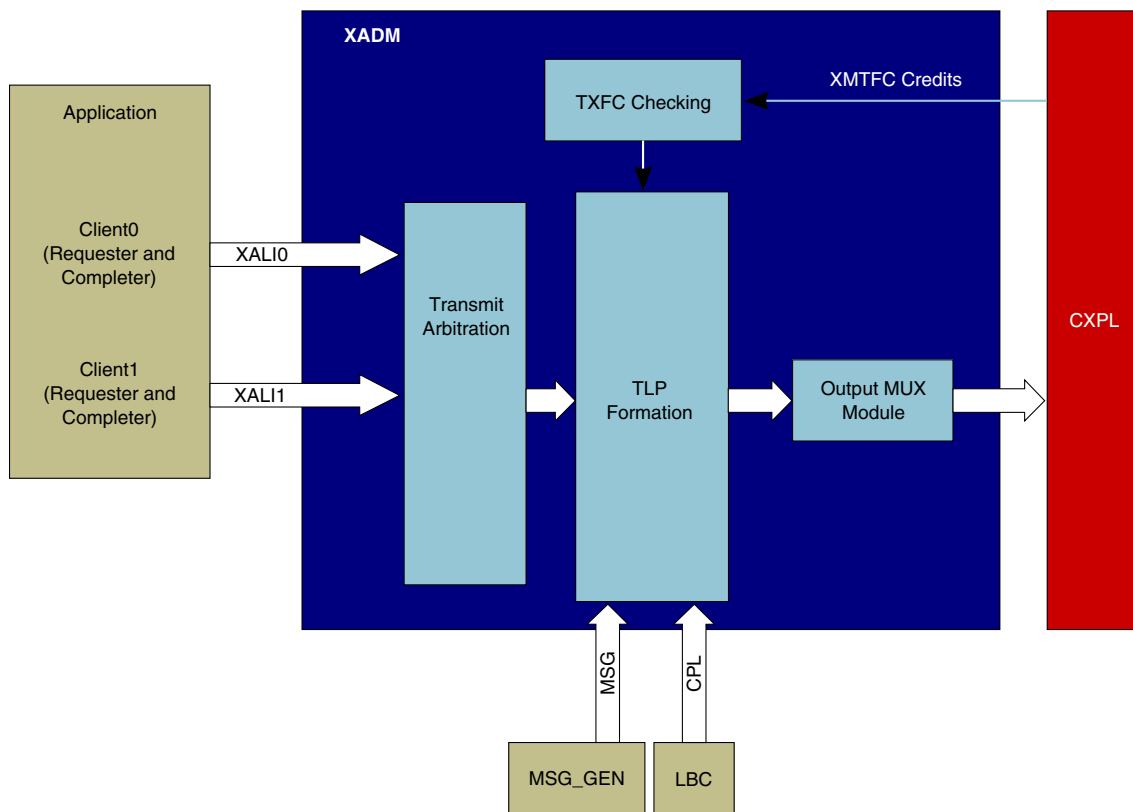 XADM
XMTFC Credits
TXFC Checking
Application
Client0
(Requester and
Completer)
XALI0
Transmit
Arbitration
CXPL
Client1
(Requester and
Completer)
XALI1
TLP
Formation
Output MUX
Module
MSG
CPL
MSG_GEN
LBC